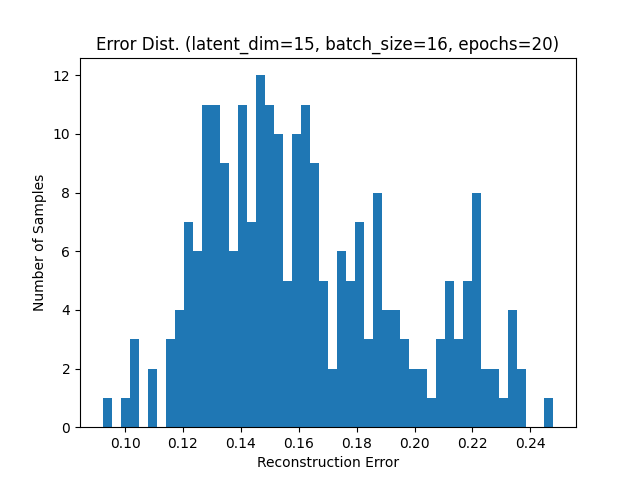 Error Dist. (latent_dim=15, batch_size=16, epochs=20)
12
10
8
6
4
2
0
Number of Samples
0.10 0.12 0.14 0.16 0.18 0.20 0.22 0.24
Reconstruction Error